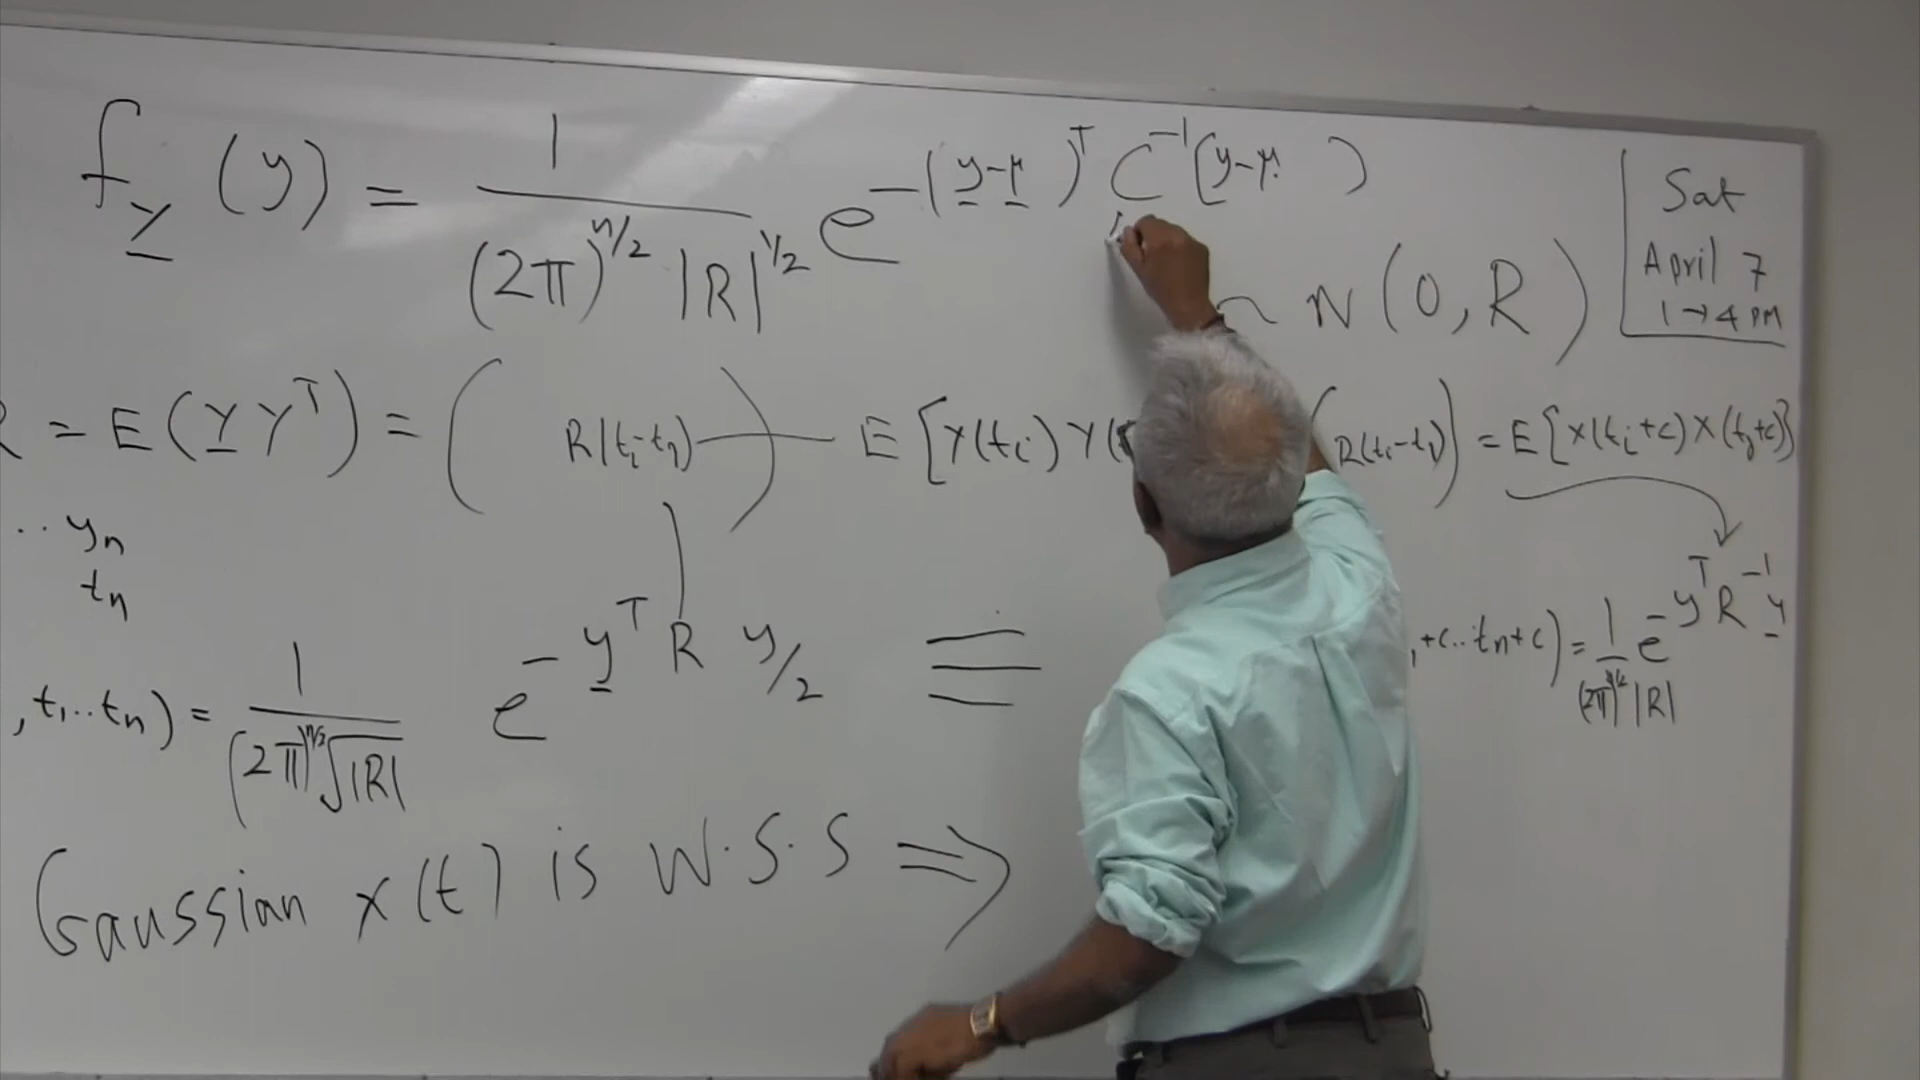 f_Y(y) = 1 / ((2π)^{n/2} |R|^{1/2}) e^{-(y-μ)^T C^{-1} (y-μ)}
~ N(0, R)
Sat
April 7
1→4 PM
R = E(Y Y^T) = ( R(t_i-t_j) ) — E[Y(t_i) Y( (R(t_i-t_j)) = E[X(t_i+c) X(t_j+c)}
.. y_n
t_n
, t_1..t_n) = 1 / ((2π)^{n/2} √|R|) e^{-y^T R y/2} ≡ ,+c..t_n+c) = 1 / ((2π)^{n/2} |R|) e^{-y^T R^{-1} y}
Gaussian x(t) is W.S.S ⇒